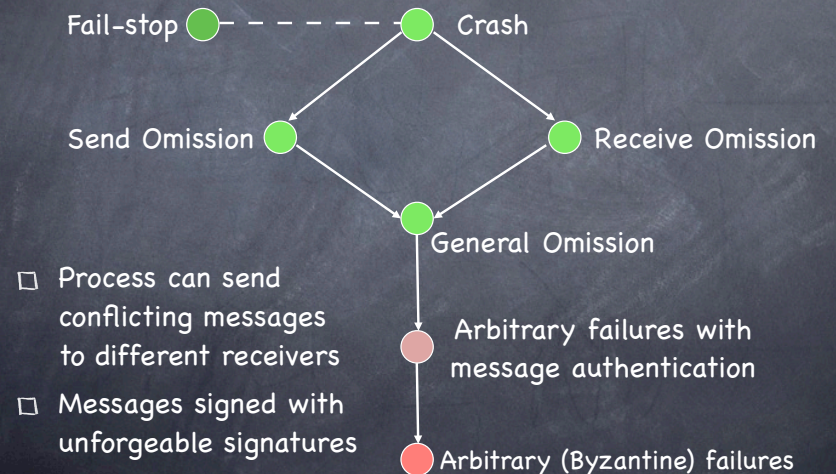 Fail-stop
Crash
Send Omission
Receive Omission
General Omission
□ Process can send
conflicting messages
to different receivers
□ Messages signed with
unforgeable signatures
Arbitrary failures with
message authentication
Arbitrary (Byzantine) failures